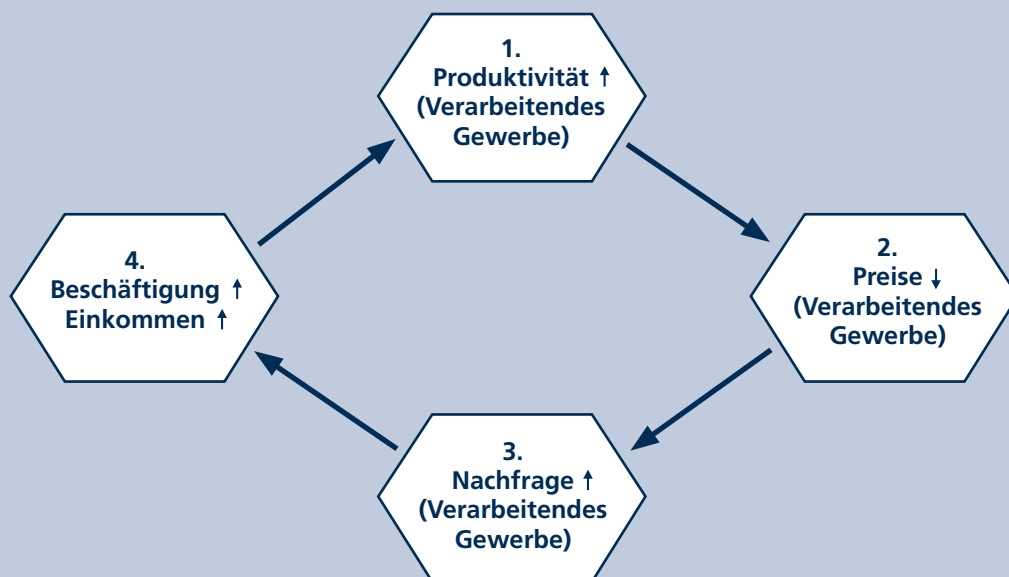 1.
Produktivität ↑
(Verarbeitendes
Gewerbe)
2.
Preise ↓
(Verarbeitendes
Gewerbe)
3.
Nachfrage ↑
(Verarbeitendes
Gewerbe)
4.
Beschäftigung ↑
Einkommen ↑